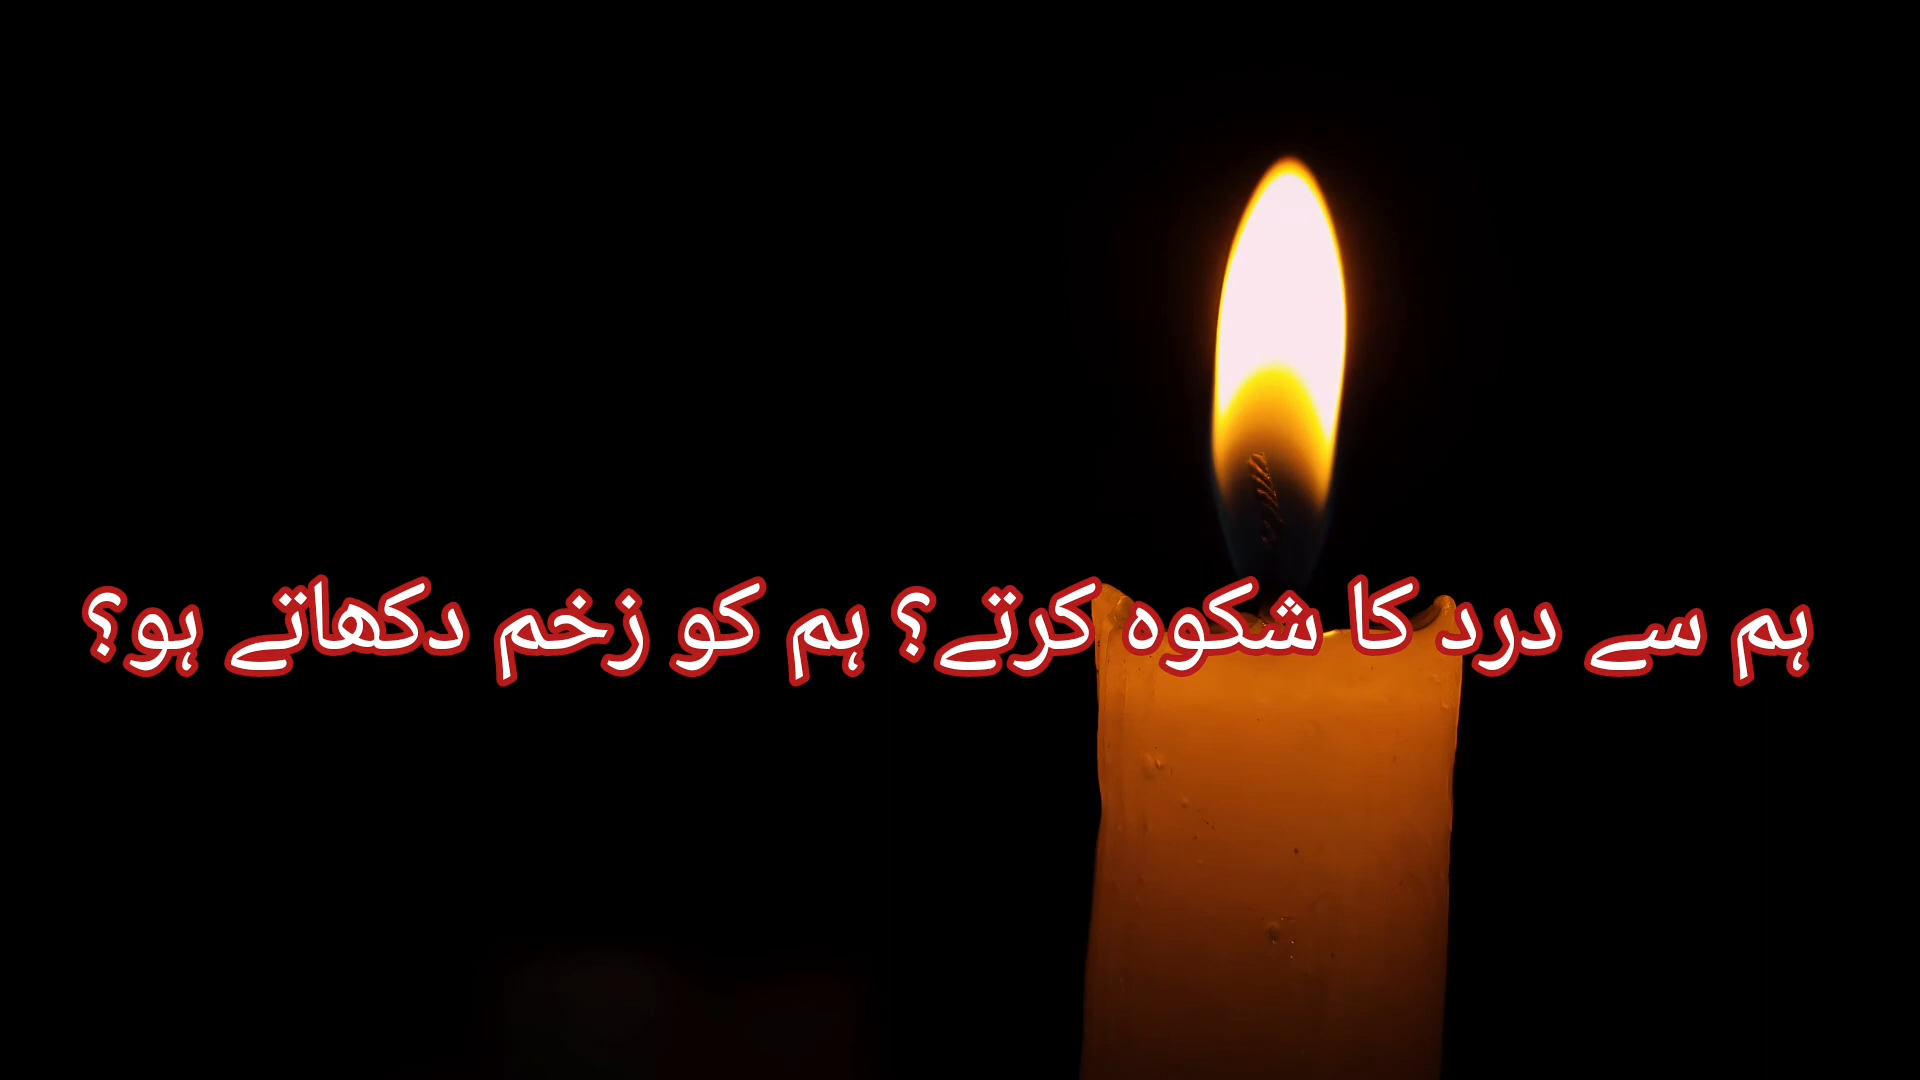 ہم سے درد کا شکوہ کرتے؟ ہم کو زخم دکھاتے ہو؟